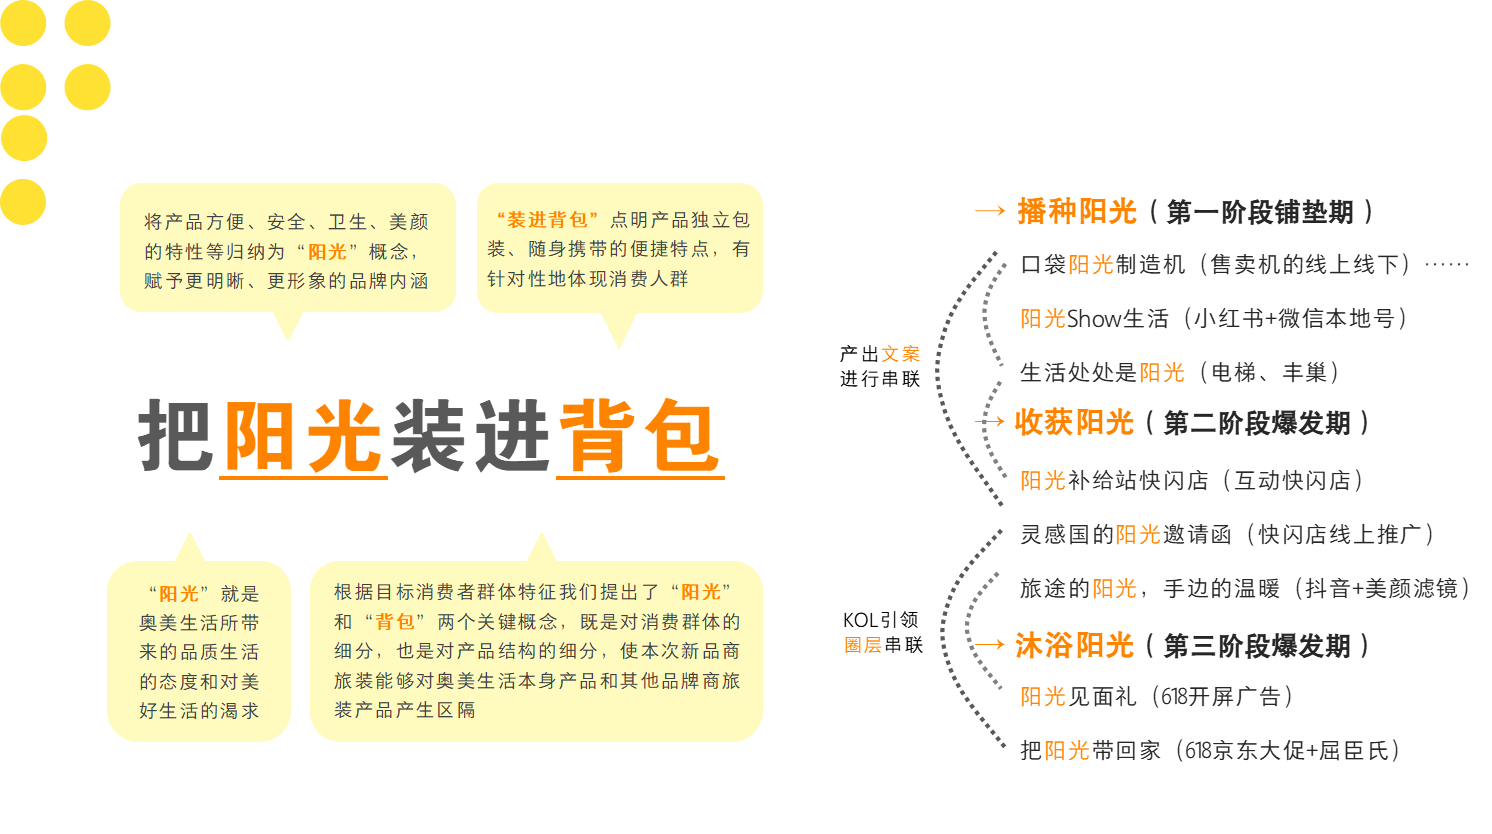 将产品方便、安全、卫生、美颜
的特性等归纳为“阳光”概念，
赋予更明晰、更形象的品牌内涵
“装进背包”点明产品独立包
装、随身携带的便捷特点，有
针对性地体现消费人群
把阳光装进背包
“阳光”就是
奥美生活所带
来的品质生活
的态度和对美
好生活的渴求
根据目标消费者群体特征我们提出了“阳光”
和“背包”两个关键概念，既是对消费群体的
细分，也是对产品结构的细分，使本次新品商
旅装能够对奥美生活本身产品和其他品牌商旅
装产品产生区隔
产出文案
进行串联
KOL引领
圈层串联
→播种阳光（第一阶段铺垫期）
口袋阳光制造机（售卖机的线上线下）……
阳光Show生活（小红书+微信本地号）
生活处处是阳光（电梯、丰巢）
→收获阳光（第二阶段爆发期）
阳光补给站快闪店（互动快闪店）
灵感国的阳光邀请函（快闪店线上推广）
旅途的阳光，手边的温暖（抖音+美颜滤镜）
→沐浴阳光（第三阶段爆发期）
阳光见面礼（618开屏广告）
把阳光带回家（618京东大促+屈臣氏）